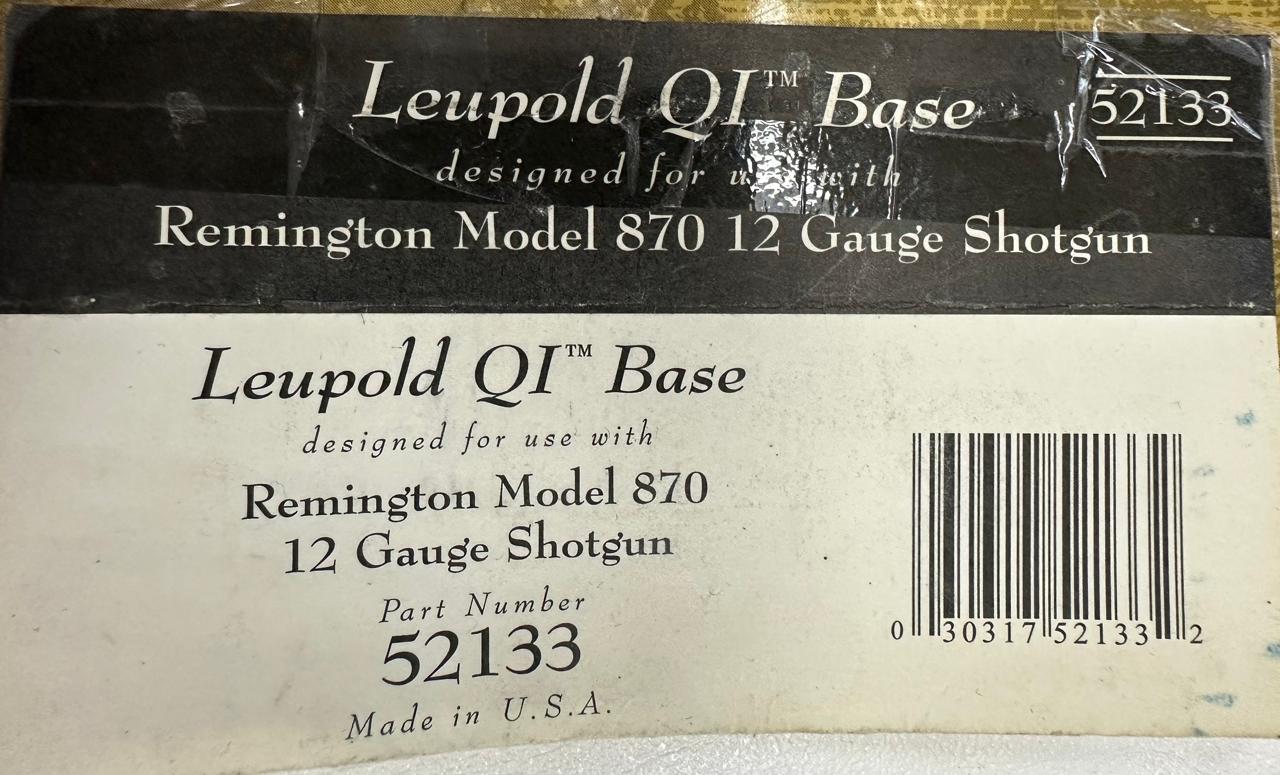 Leupold QI™ Base
52133
designed for use with
Remington Model 870 12 Gauge Shotgun
Leupold QI™ Base
designed for use with
Remington Model 870
12 Gauge Shotgun
Part Number
52133
Made in U.S.A.
0 30317 52133 2